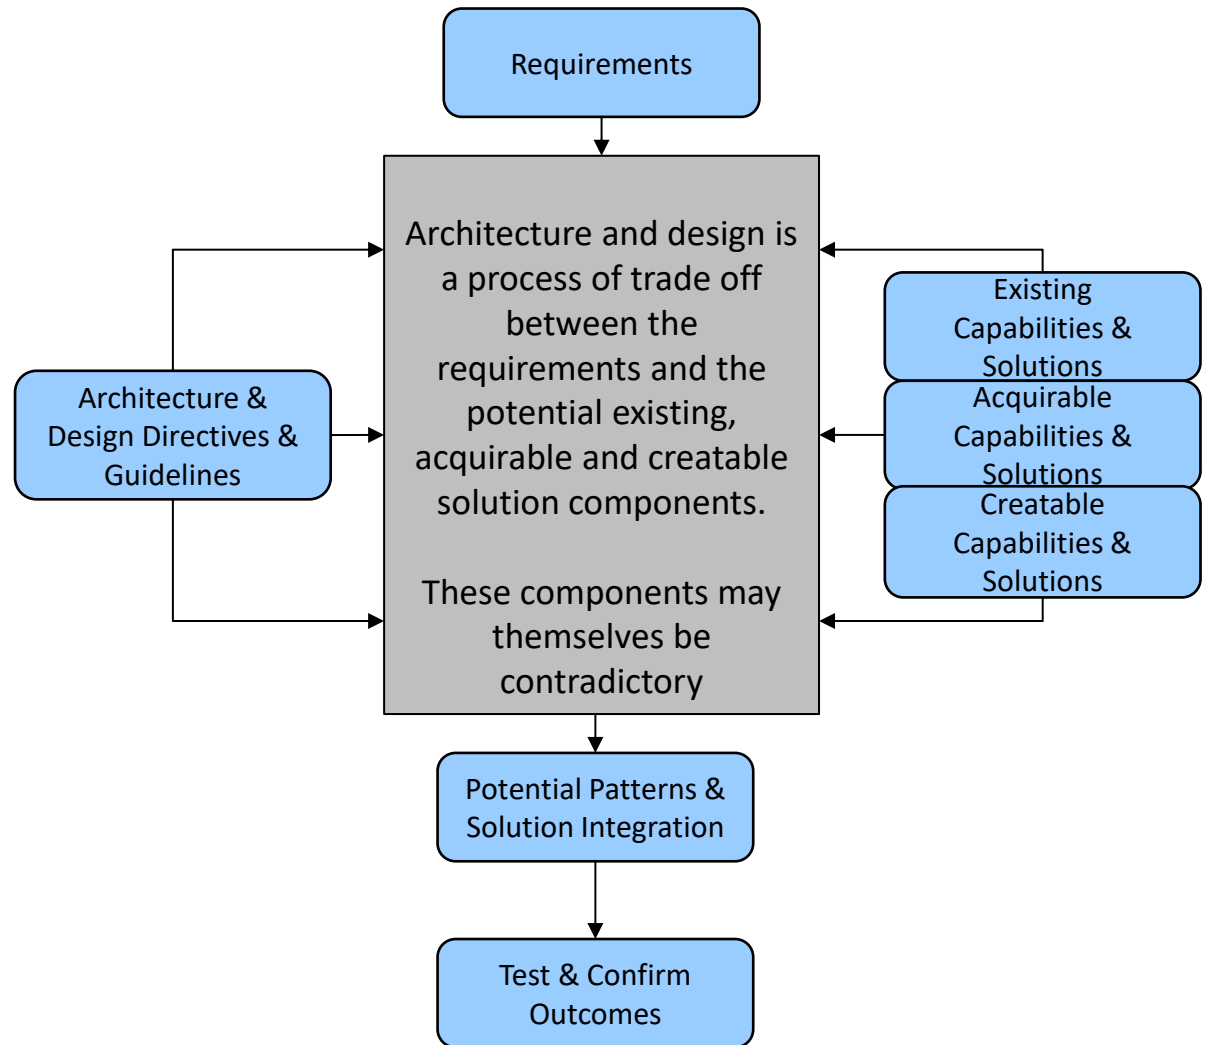 Requirements
Architecture and design is
a process of trade off
between the
requirements and the
potential existing,
acquirable and creatable
solution components.
These components may
themselves be
contradictory
Architecture &
Design Directives &
Guidelines
Existing
Capabilities &
Solutions
Acquirable
Capabilities &
Solutions
Creatable
Capabilities &
Solutions
Potential Patterns &
Solution Integration
Test & Confirm
Outcomes